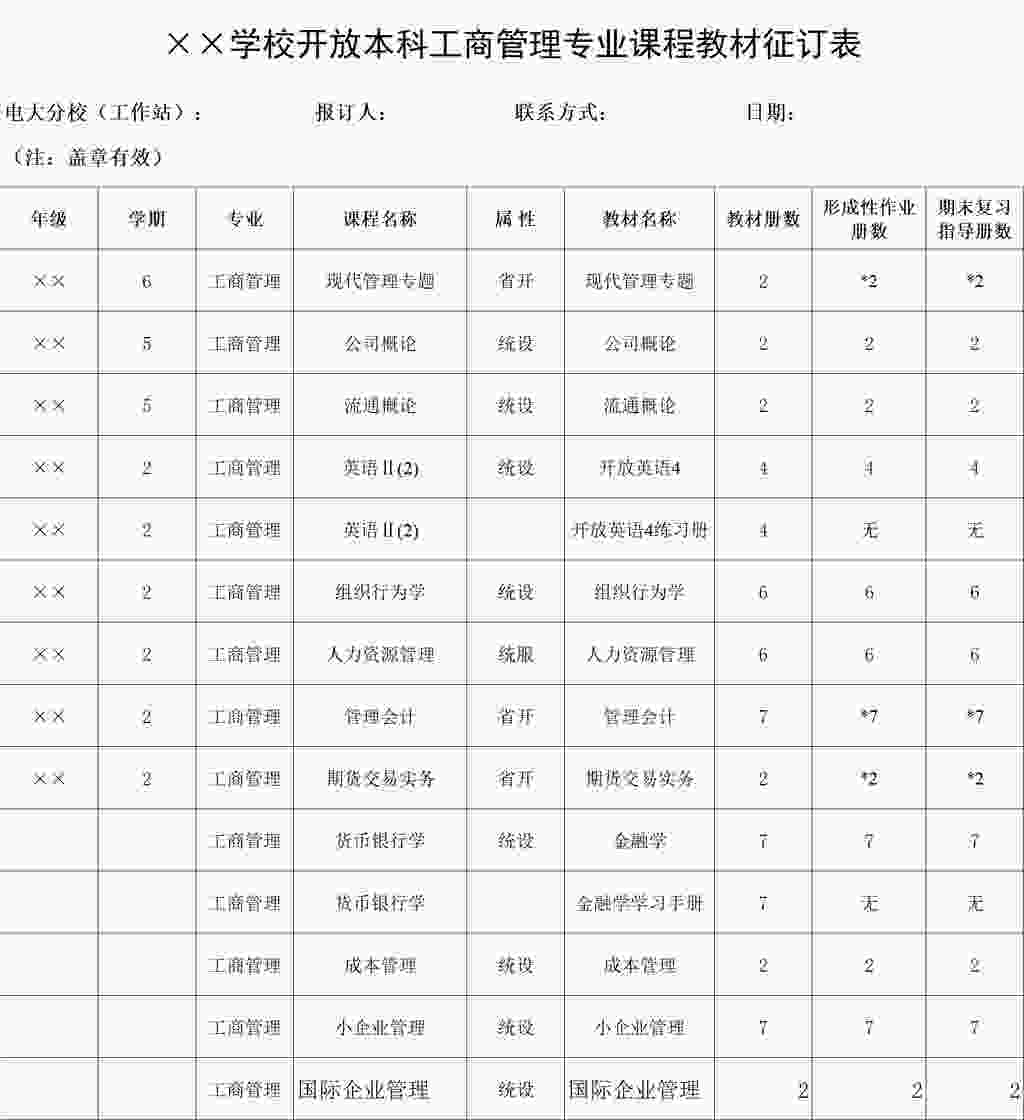 ××学校开放本科工商管理专业课程教材征订表
电大分校（工作站）： 报订人： 联系方式： 日期：
（注：盖章有效）
年级 学期 专业 课程名称 属 性 教材名称 教材册数 形成性作业册数 期末复习指导册数
×× 6 工商管理 现代管理专题 省开 现代管理专题 2 *2 *2
×× 5 工商管理 公司概论 统设 公司概论 2 2 2
×× 5 工商管理 流通概论 统设 流通概论 2 2 2
×× 2 工商管理 英语Ⅱ(2) 统设 开放英语4 4 4 4
×× 2 工商管理 英语Ⅱ(2) 开放英语4练习册 4 无 无
×× 2 工商管理 组织行为学 统设 组织行为学 6 6 6
×× 2 工商管理 人力资源管理 统服 人力资源管理 6 6 6
×× 2 工商管理 管理会计 省开 管理会计 7 *7 *7
×× 2 工商管理 期货交易实务 省开 期货交易实务 2 *2 *2
工商管理 货币银行学 统设 金融学 7 7 7
工商管理 货币银行学 金融学学习手册 7 无 无
工商管理 成本管理 统设 成本管理 2 2 2
工商管理 小企业管理 统设 小企业管理 7 7 7
工商管理 国际企业管理 统设 国际企业管理 2 2 2